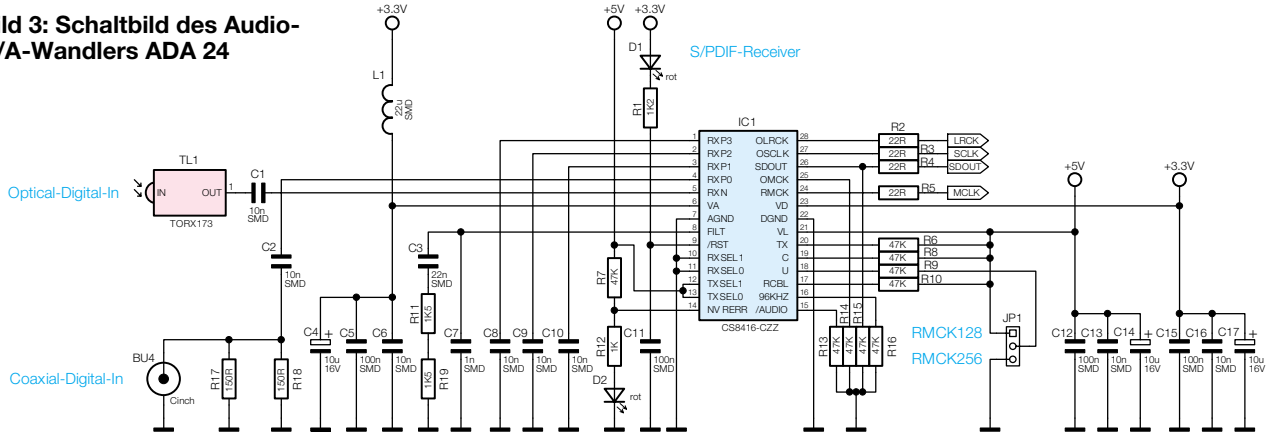 ld 3: Schaltbild des Audio-
/A-Wandlers ADA 24
+3.3V
+5V
+3.3V
D1
rot
S/PDIF-Receiver
L1
22u
SMD
R1
1K2
IC1
TL1
IN
OUT
1
TORX173
Optical-Digital-In
C1
10n
SMD
C2
10n
SMD
1 RXP3 OLRCK 28
2 RXP2 OSCLK 27
3 RXP1 SDOUT 26
4 RXP0 OMCK 25
5 RXN RMCK 24
6 VA VD 23
7 AGND DGND 22
8 FILT VL 21
9 /RST TX 20
10 RXSEL1 C 19
11 RXSEL0 U 18
12 TXSEL1 RCBL 17
13 TXSEL0 96KHZ 16
14 NV RERR /AUDIO 15
CS8416-CZZ
R2
22R
LRCK
R3
22R
SCLK
R4
22R
SDOUT
R5
22R
MCLK
+5V
+3.3V
47K
R6
47K
R8
47K
R9
47K
R10
C3
22n
SMD
R11
1K5
R19
1K5
R7
47K
R12
1K
D2
rot
BU4
Cinch
Coaxial-Digital-In
R17
150R
R18
150R
C4
+
10u
16V
C5
100n
SMD
C6
10n
SMD
C7
1n
SMD
C8
10n
SMD
C9
10n
SMD
C10
10n
SMD
C11
100n
SMD
R13
47K
R14
47K
R15
47K
R16
47K
JP1
RMCK128
RMCK256
C12
100n
SMD
C13
10n
SMD
C14
+
10u
16V
C15
100n
SMD
C16
10n
SMD
C17
+
10u
16V